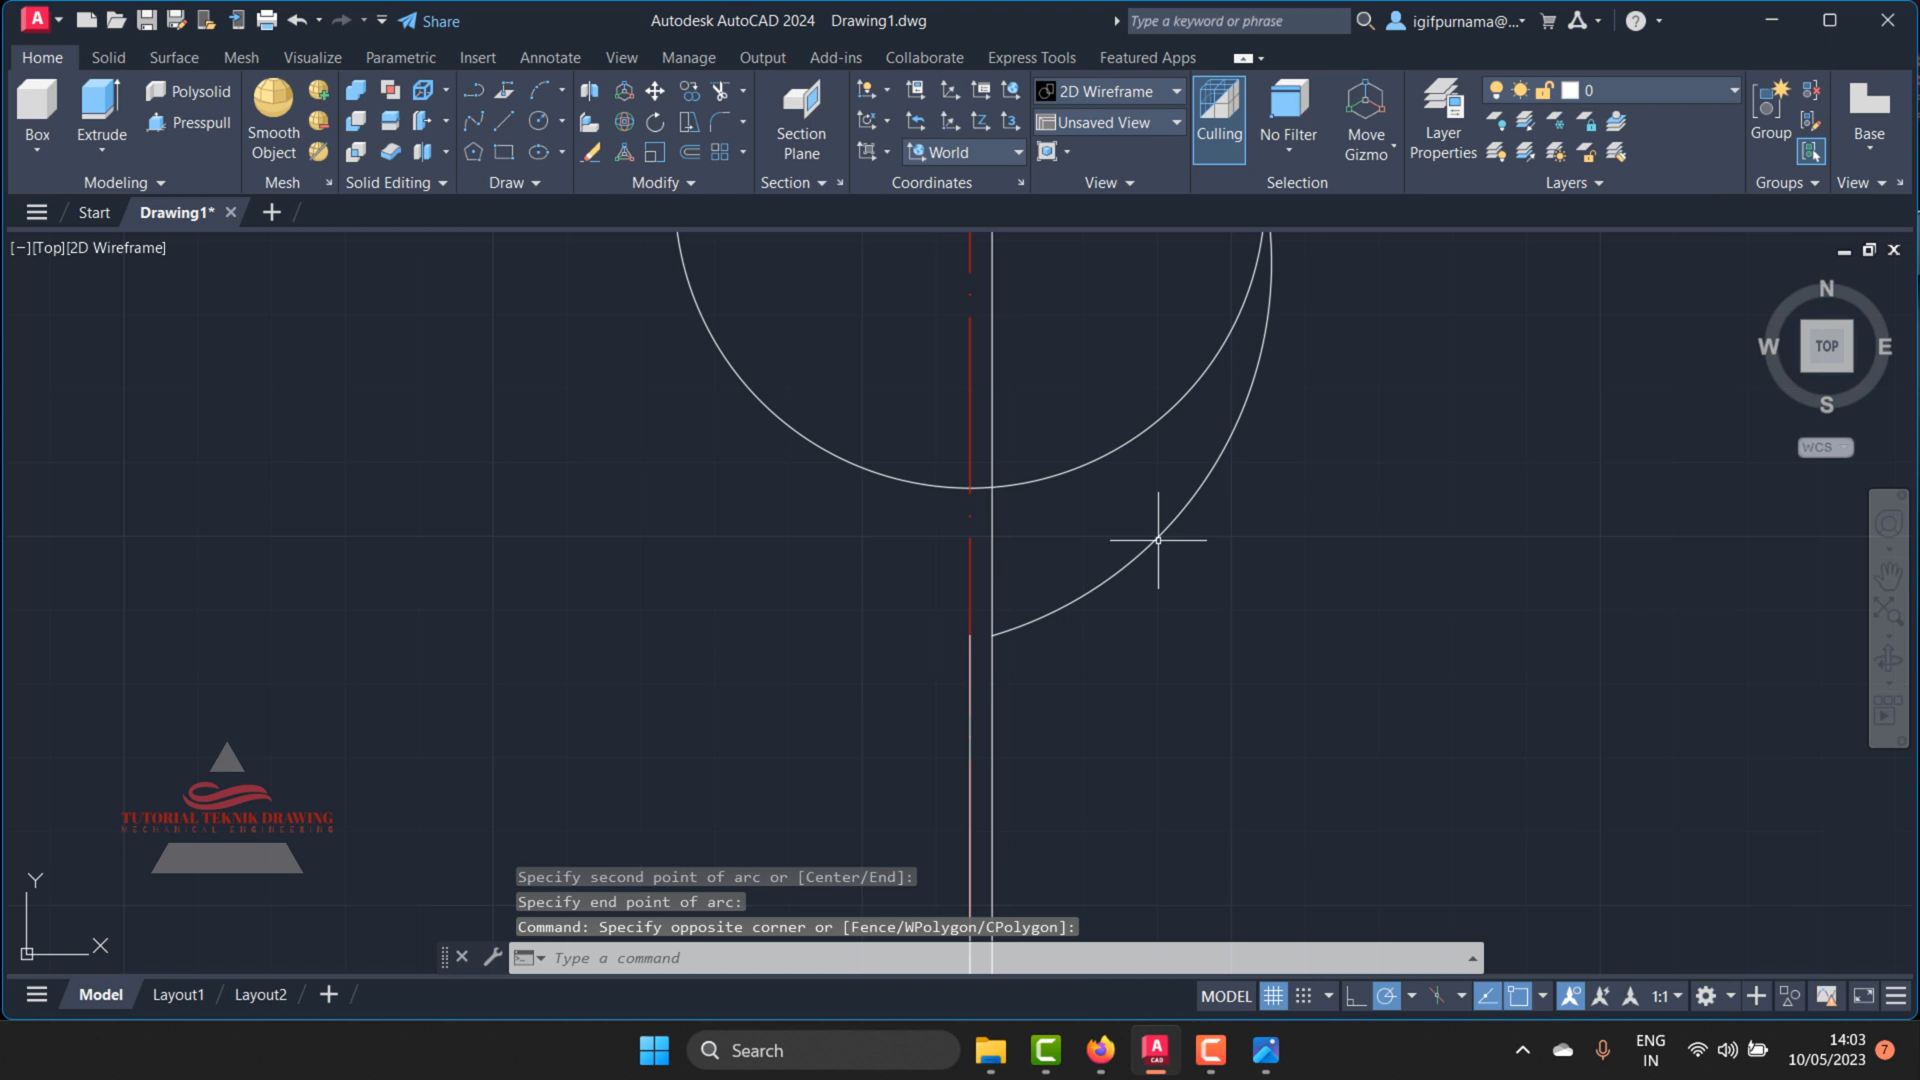 Share
Autodesk AutoCAD 2024 Drawing1.dwg
Type a keyword or phrase
igifpurnama@...
Home Solid Surface Mesh Visualize Parametric Insert Annotate View Manage Output Add-ins Collaborate Express Tools Featured Apps
Box
Extrude
Polysolid
Presspull
Smooth
Object
Section
Plane
World
2D Wireframe
Unsaved View
Culling
No Filter
Move
Gizmo
Layer
Properties
0
Group
Base
Modeling Mesh Solid Editing Draw Modify Section Coordinates View Selection Layers Groups View
Start Drawing1*
[−][Top][2D Wireframe]
N
W TOP E
S
WCS
TUTORIAL TEKNIK DRAWING
MECHANICAL ENGINEERING
Y
X
Specify second point of arc or [Center/End]:
Specify end point of arc:
Command: Specify opposite corner or [Fence/WPolygon/CPolygon]:
Type a command
Model Layout1 Layout2
MODEL
1:1
Search
A
CAD
ENG
IN
14:03
10/05/2023
7